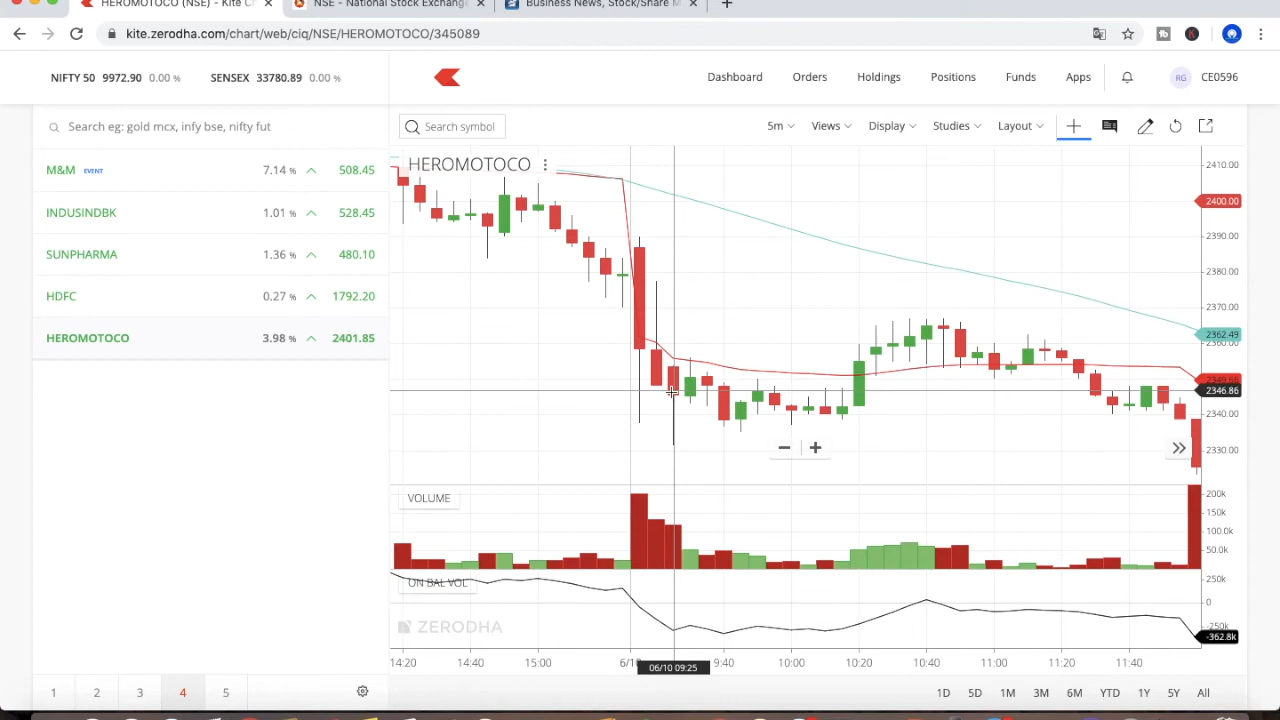 HEROMOTOCO (NSE) - Kite Ch
NSE - National Stock Exchange
Business News, Stock/Share M
kite.zerodha.com/chart/web/ciq/NSE/HEROMOTOCO/345089
NIFTY 50 9972.90 0.00 % SENSEX 33780.89 0.00 %
Dashboard Orders Holdings Positions Funds Apps RG CE0596
Search eg: gold mcx, infy bse, nifty fut
M&M EVENT 7.14 % 508.45
INDUSINDBK 1.01 % 528.45
SUNPHARMA 1.36 % 480.10
HDFC 0.27 % 1792.20
HEROMOTOCO 3.98 % 2401.85
1 2 3 4 5
Search symbol 5m Views Display Studies Layout
HEROMOTOCO
2410.00
2400.00
2390.00
2380.00
2370.00
2362.49
2360.00
2346.86
2340.00
2330.00
VOLUME
200k
150k
100.0k
50.0k
ON BAL VOL
250k
0
-250k
-362.8k
ZERODHA
14:20 14:40 15:00 6/10 9:40 10:00 10:20 10:40 11:00 11:20 11:40
06/10 09:25
1D 5D 1M 3M 6M YTD 1Y 5Y All